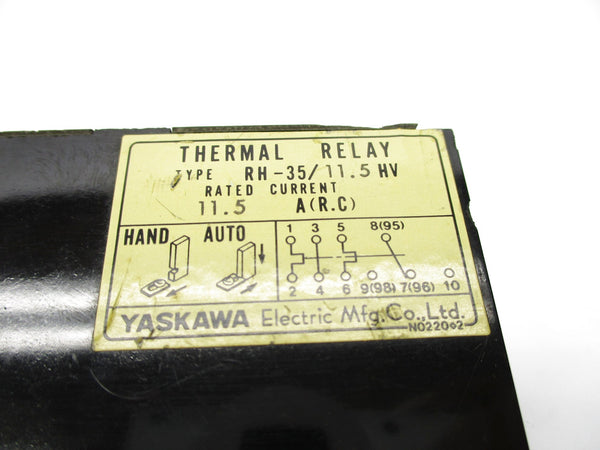 THERMAL RELAY
TYPE RH-35/11.5 HV
RATED CURRENT
11.5 A(R.C)
HAND AUTO
1 3 5 8(95)
2 4 6 9(98) 7(96) 10
YASKAWA Electric Mfg.Co.,Ltd.